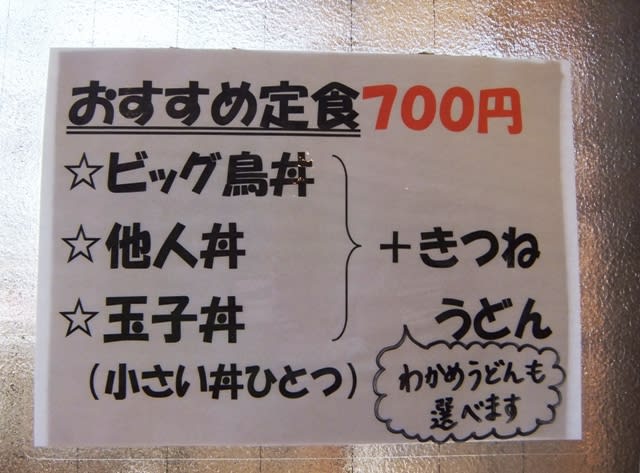 おすすめ定食700円
☆ビッグ鳥丼
☆他人丼
☆玉子丼
(小さい丼ひとつ)
+きつね
うどん
わかめうどんも
選べます